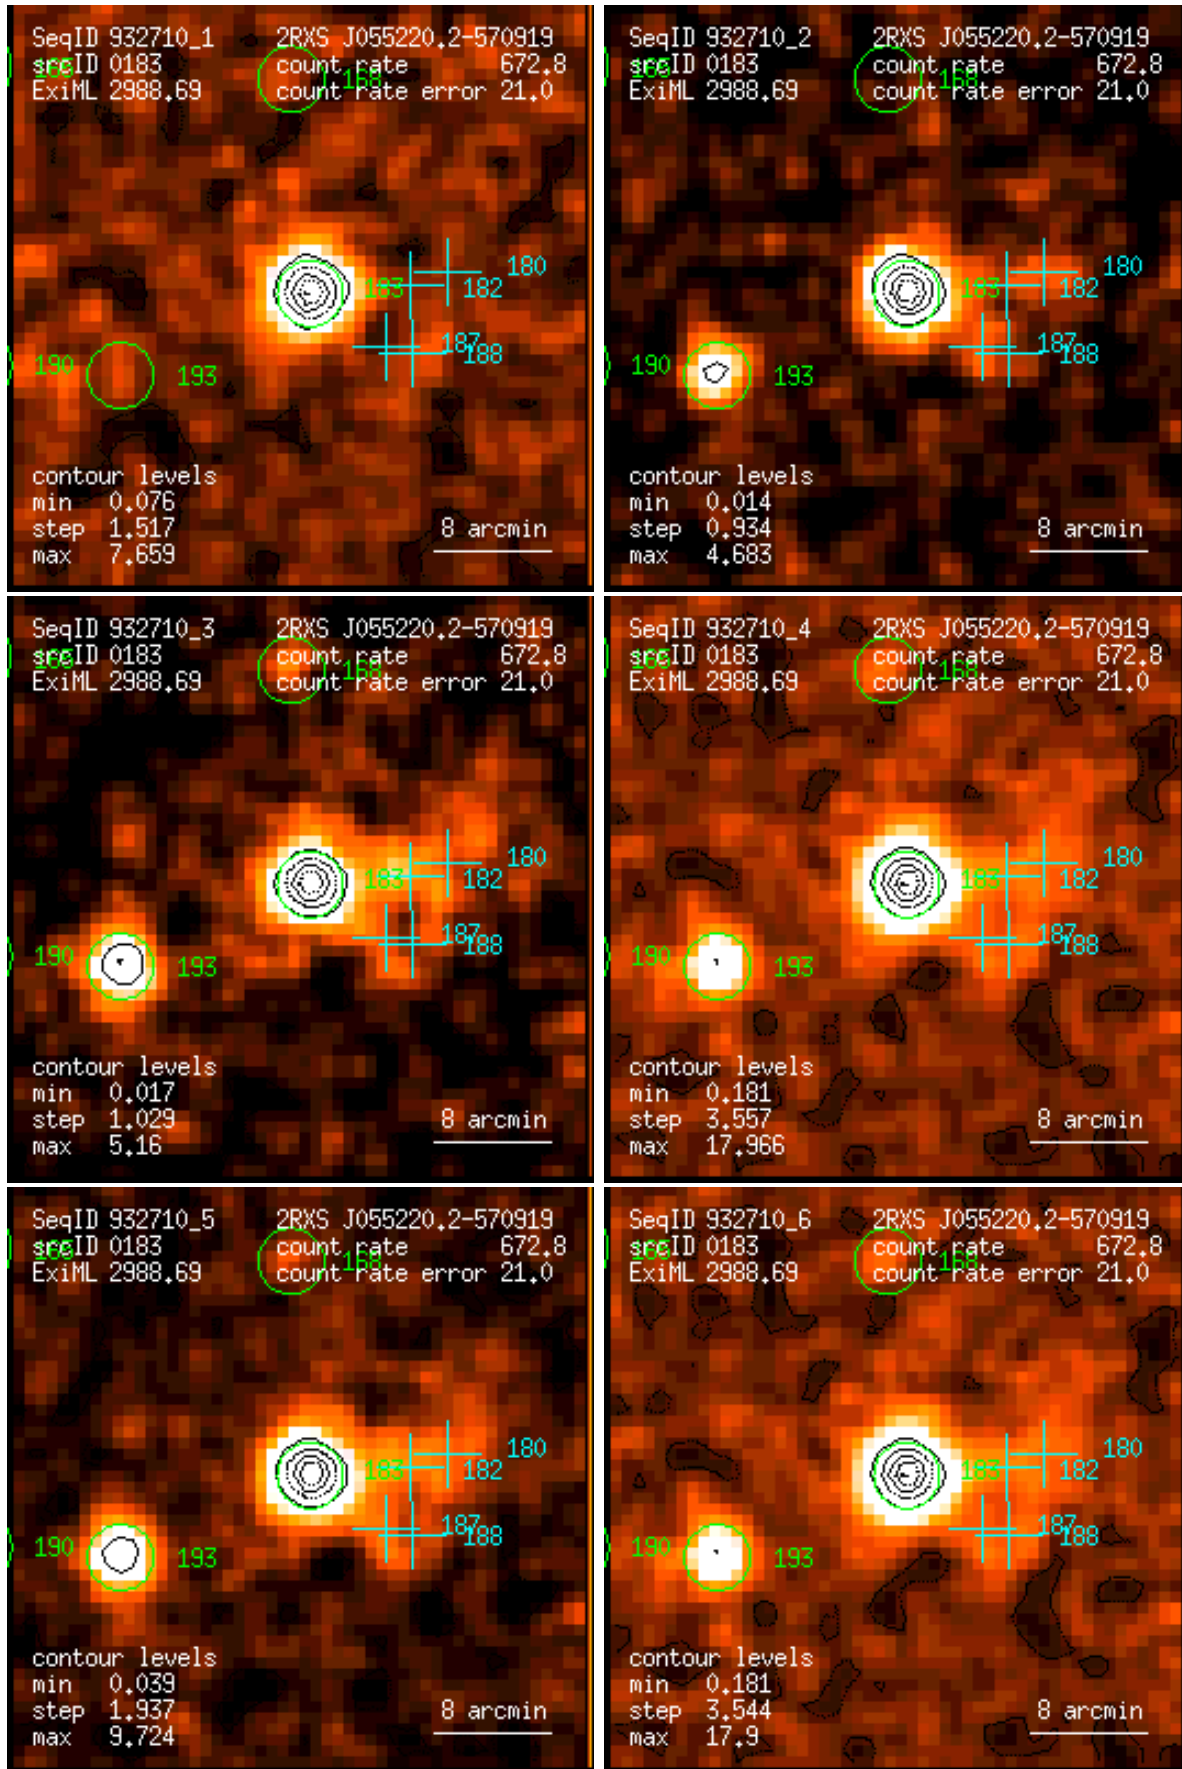 SeqID 932710_1 2RXS J055220.2-570919
srcID 0183 count rate 672.8
165 168
ExiML 2988.69 count rate error 21.0
180
183 182
187
188
190 193
contour levels
min 0.076
step 1.517 8 arcmin
max 7.659
SeqID 932710_2 2RXS J055220.2-570919
srcID 0183 count rate 672.8
165 168
ExiML 2988.69 count rate error 21.0
180
183 182
187
188
190 193
contour levels
min 0.014
step 0.934 8 arcmin
max 4.683
SeqID 932710_3 2RXS J055220.2-570919
srcID 0183 count rate 672.8
165 168
ExiML 2988.69 count rate error 21.0
180
183 182
187
188
190 193
contour levels
min 0.017
step 1.029 8 arcmin
max 5.16
SeqID 932710_4 2RXS J055220.2-570919
srcID 0183 count rate 672.8
165 168
ExiML 2988.69 count rate error 21.0
180
183 182
187
188
190 193
contour levels
min 0.181
step 3.557 8 arcmin
max 17.966
SeqID 932710_5 2RXS J055220.2-570919
srcID 0183 count rate 672.8
165 168
ExiML 2988.69 count rate error 21.0
180
183 182
187
188
190 193
contour levels
min 0.039
step 1.937 8 arcmin
max 9.724
SeqID 932710_6 2RXS J055220.2-570919
srcID 0183 count rate 672.8
165 168
ExiML 2988.69 count rate error 21.0
180
183 182
187
188
190 193
contour levels
min 0.181
step 3.544 8 arcmin
max 17.9